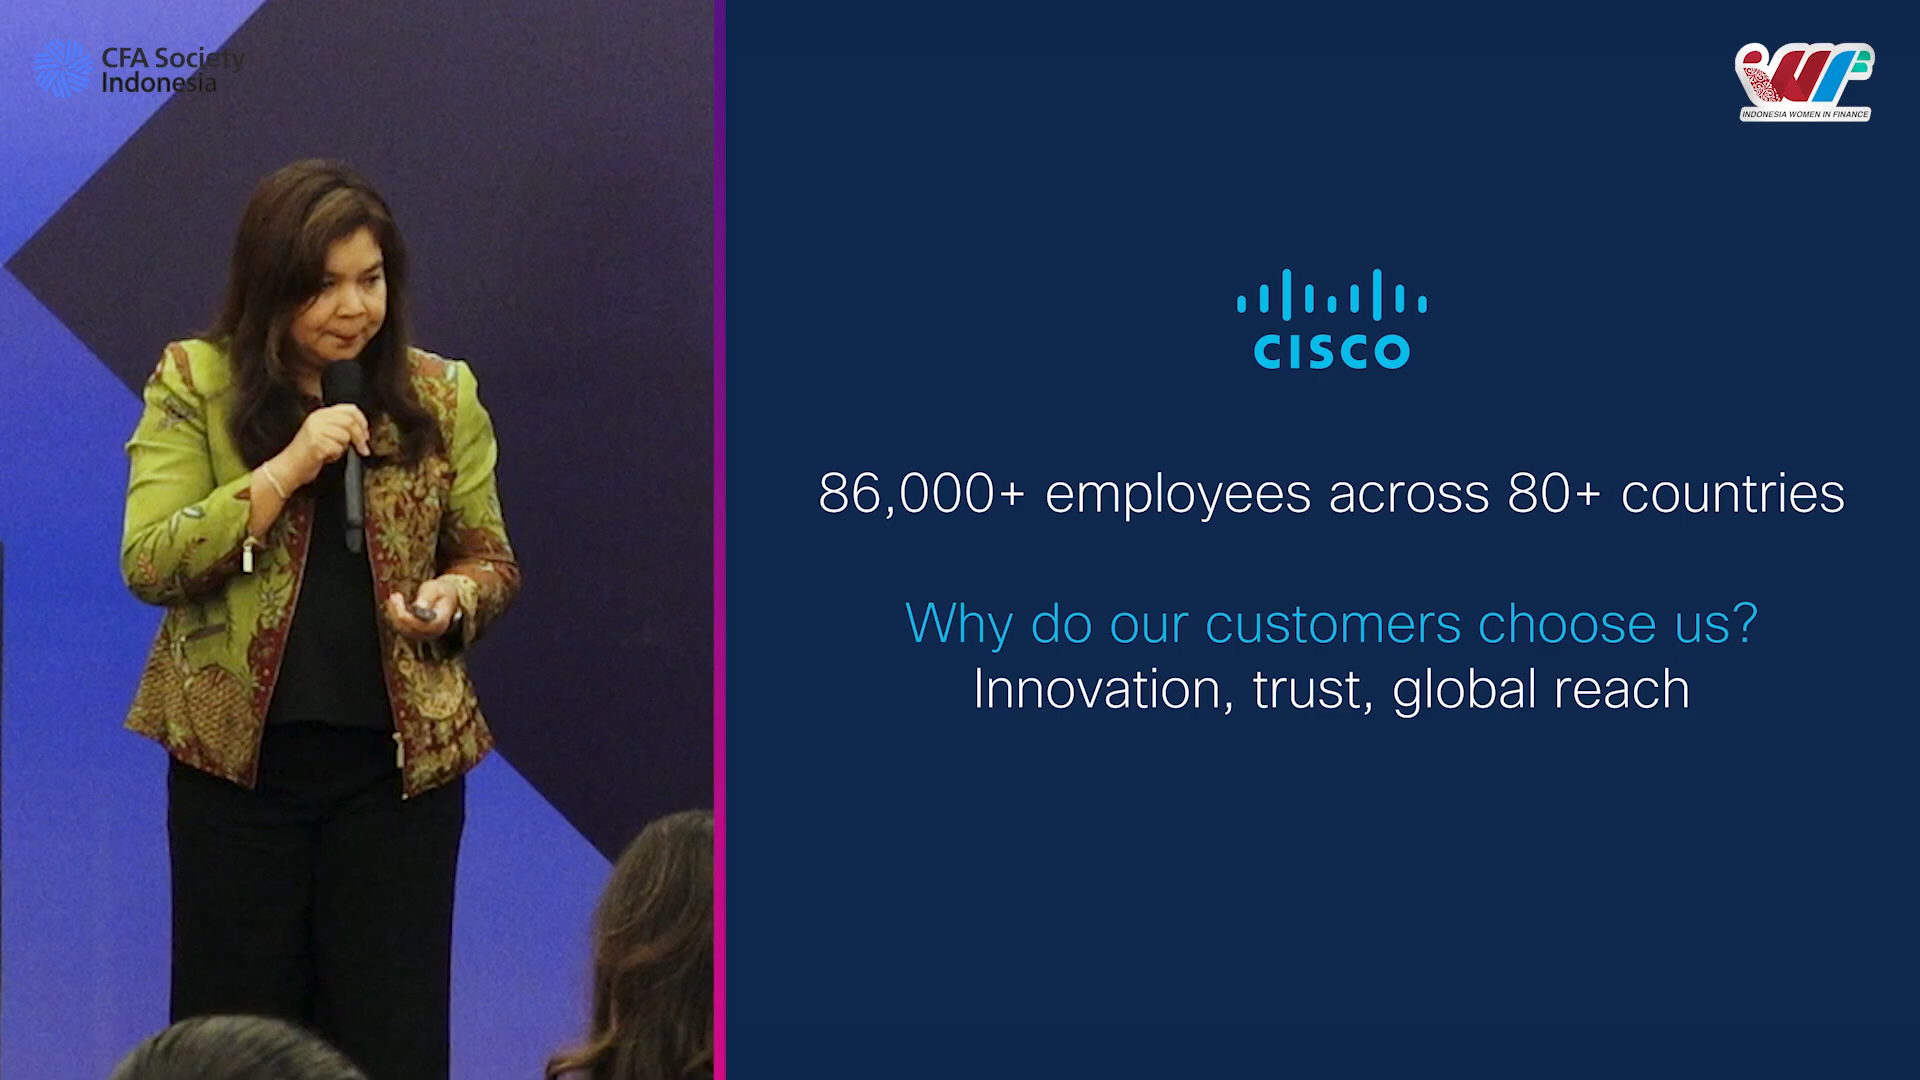 CFA Society
Indonesia
IWF
INDONESIA WOMEN IN FINANCE
CISCO
86,000+ employees across 80+ countries
Why do our customers choose us?
Innovation, trust, global reach